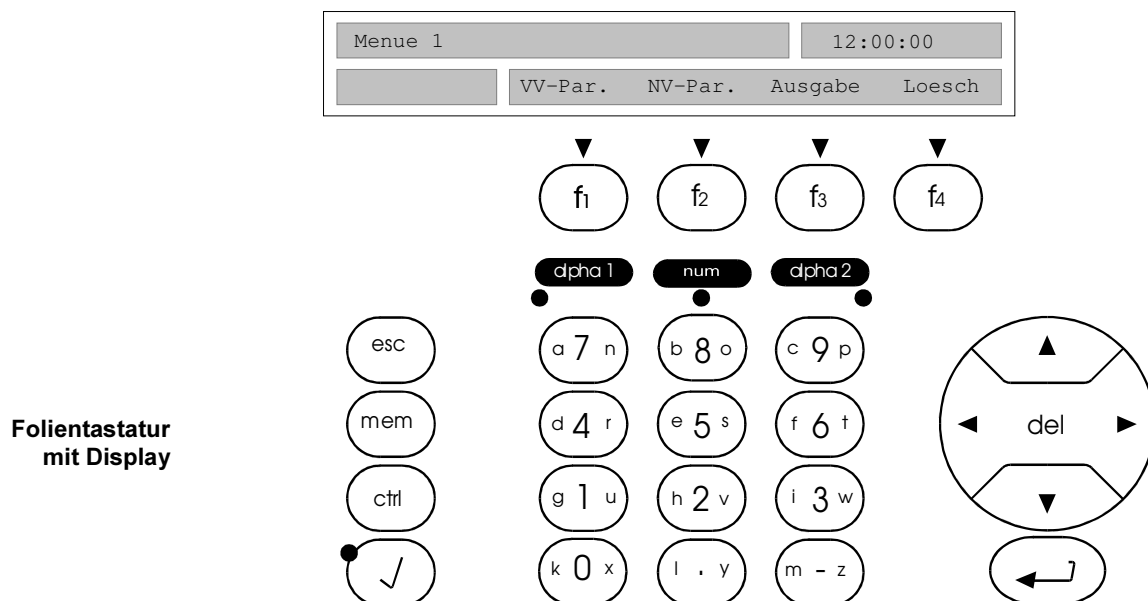 Menue 1 12:00:00
VV-Par. NV-Par. Ausgabe Loesch
f1 f2 f3 f4
alpha 1 num alpha 2
esc a 7 n b 8 o c 9 p
mem d 4 r e 5 s f 6 t del
Folientastatur
mit Display
ctrl g 1 u h 2 v i 3 w
k 0 x l . y m - z